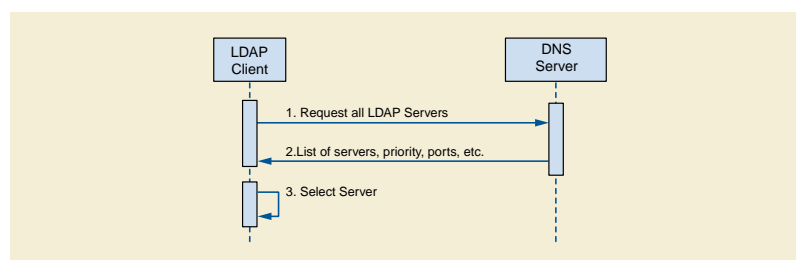 LDAP
Client
DNS
Server
1. Request all LDAP Servers
2.List of servers, priority, ports, etc.
3. Select Server